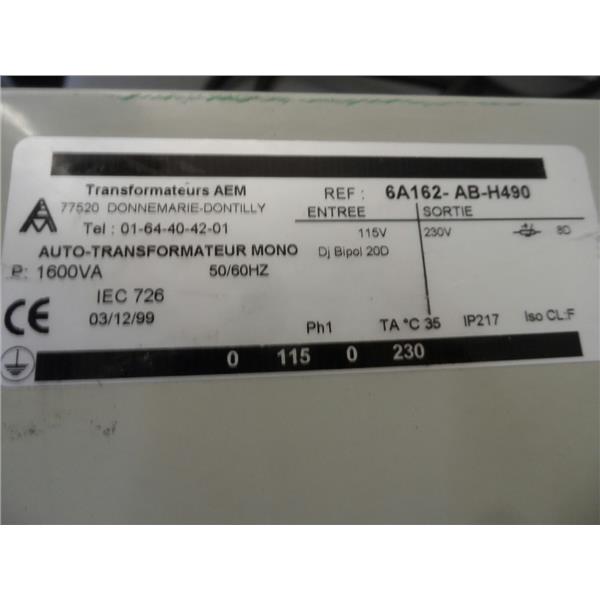 Transformateurs AEM
77520 DONNEMARIE-DONTILLY
Tel : 01-64-40-42-01
REF : 6A162- AB-H490
ENTREE SORTIE
115V 230V 8D
AUTO-TRANSFORMATEUR MONO Dj Bipol 20D
P: 1600VA 50/60HZ
IEC 726
CE 03/12/99 Ph1 TA °C 35 IP217 Iso CL:F
0 115 0 230